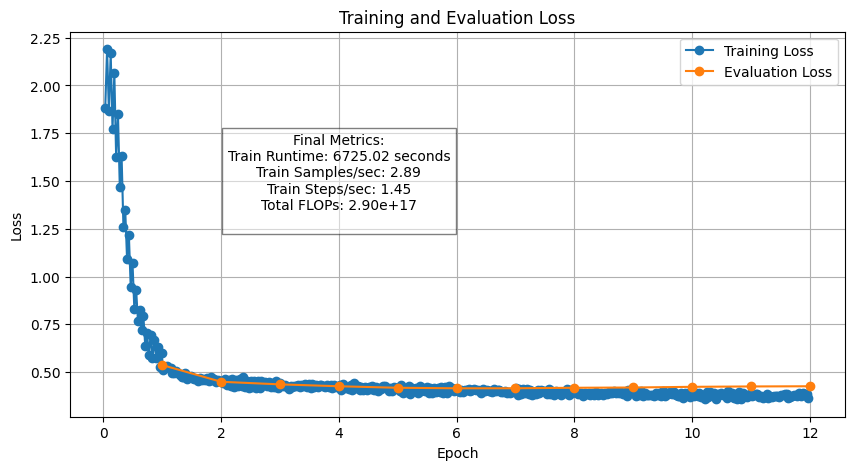 Training and Evaluation Loss
2.25
2.00
1.75
1.50
1.25
1.00
0.75
0.50
Loss
Training Loss
Evaluation Loss
Final Metrics:
Train Runtime: 6725.02 seconds
Train Samples/sec: 2.89
Train Steps/sec: 1.45
Total FLOPs: 2.90e+17
0
2
4
6
8
10
12
Epoch